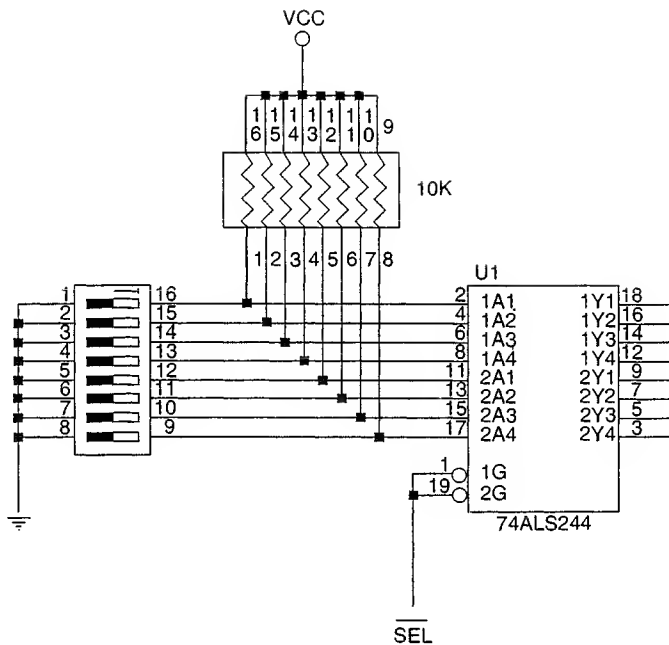 VCC
1 1 1 1 1 1 1 9
6 5 4 3 2 1 0
10K
1 2 3 4 5 6 7 8
U1
1 16 2 1A1 1Y1 18
2 15 4 1A2 1Y2 16
3 14 6 1A3 1Y3 14
4 13 8 1A4 1Y4 12
5 12 11 2A1 2Y1 9
6 11 13 2A2 2Y2 7
7 10 15 2A3 2Y3 5
8 9 17 2A4 2Y4 3
1 1G
19 2G
74ALS244
SEL